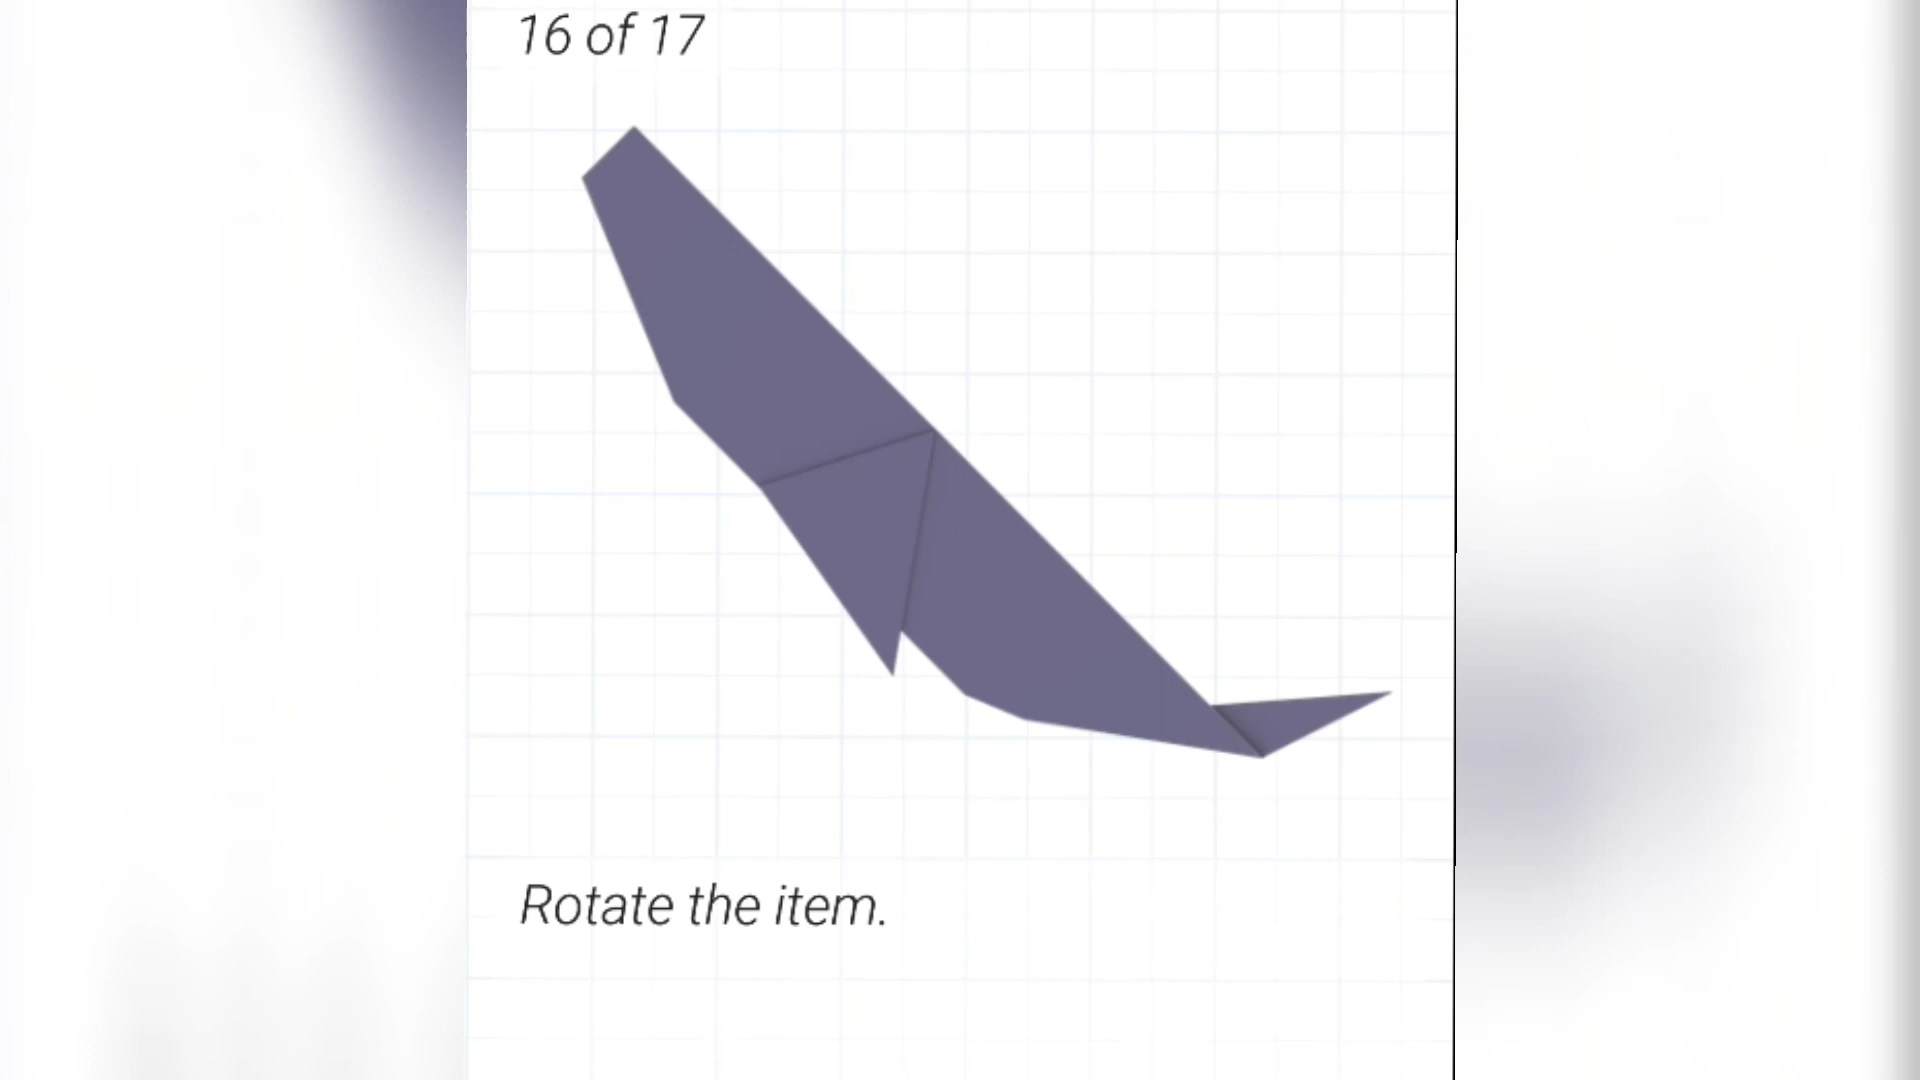 16 of 17
Rotate the item.